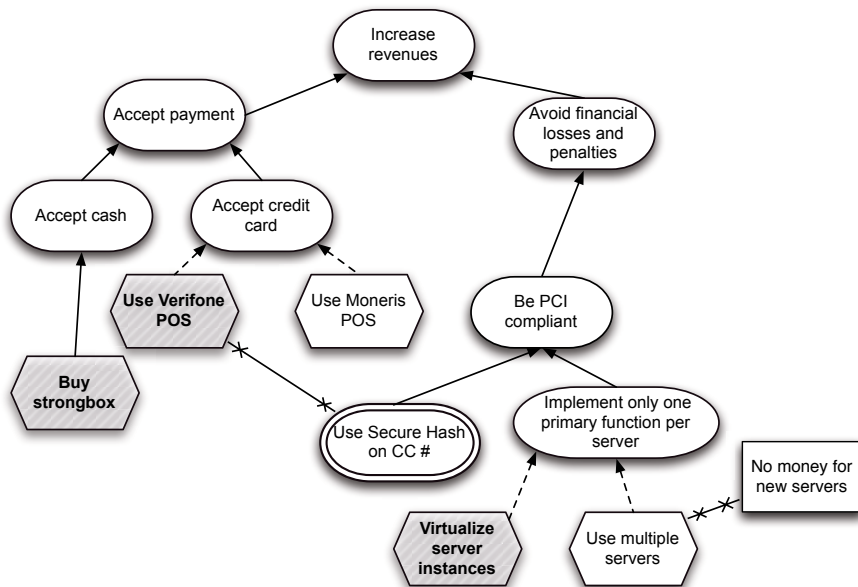 Increase
revenues
Accept payment
Avoid financial
losses and
penalties
Accept cash
Accept credit
card
Use Verifone
POS
Use Moneris
POS
Be PCI
compliant
Buy
strongbox
Use Secure Hash
on CC #
Implement only one
primary function per
server
No money for
new servers
Virtualize
server
instances
Use multiple
servers